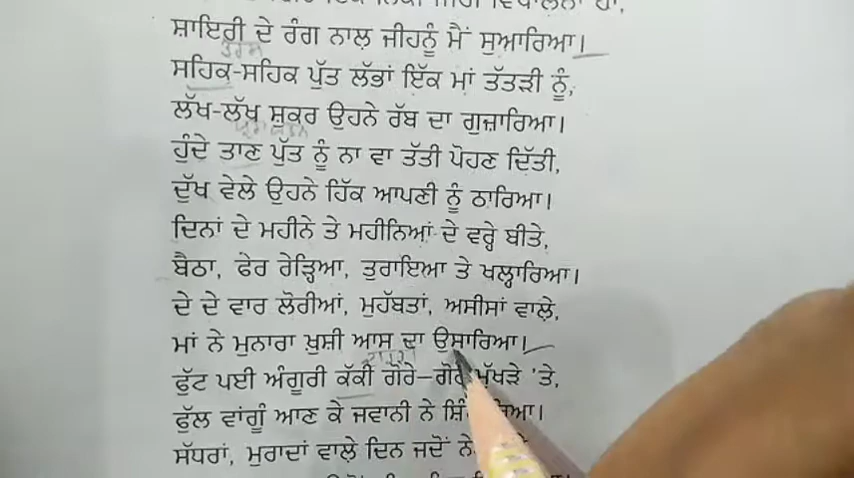 ਸ਼ਾਇਰੀ ਦੇ ਰੰਗ ਨਾਲ਼ ਜੀਹਨੂੰ ਮੈਂ ਸੁਆਰਿਆ।
ਸਹਿਕ-ਸਹਿਕ ਪੁੱਤ ਲੱਭਾਂ ਇੱਕ ਮਾਂ ਤੱਤੜੀ ਨੂੰ,
ਲੱਖ-ਲੱਖ ਸ਼ੁਕਰ ਉਹਨੇ ਰੱਬ ਦਾ ਗੁਜ਼ਾਰਿਆ।
ਹੁੰਦੇ ਤਾਣ ਪੁੱਤ ਨੂੰ ਨਾ ਵਾ ਤੱਤੀ ਪੋਹਣ ਦਿੱਤੀ,
ਦੁੱਖ ਵੇਲੇ ਉਹਨੇ ਹਿੱਕ ਆਪਣੀ ਨੂੰ ਠਾਰਿਆ।
ਦਿਨਾਂ ਦੇ ਮਹੀਨੇ ਤੇ ਮਹੀਨਿਆਂ ਦੇ ਵਰ੍ਹੇ ਬੀਤੇ,
ਬੈਠਾ, ਫੇਰ ਰੇੜ੍ਹਿਆ, ਤੁਰਾਇਆ ਤੇ ਖਲ੍ਹਾਰਿਆ।
ਦੇ ਦੇ ਵਾਰ ਲੋਰੀਆਂ, ਮੁਹੱਬਤਾਂ, ਅਸੀਸਾਂ ਵਾਲ਼ੇ,
ਮਾਂ ਨੇ ਮੁਨਾਰਾ ਖ਼ੁਸ਼ੀ ਆਸ ਦਾ ਉਸਾਰਿਆ।
ਫੁੱਟ ਪਈ ਅੰਗੂਰੀ ਕੱਕੀ ਗੋਰੇ-ਗੋਰੇ ਮੁੱਖੜੇ 'ਤੇ,
ਫੁੱਲ ਵਾਂਗੂੰ ਆਣ ਕੇ ਜਵਾਨੀ ਨੇ
ਸੱਧਰਾਂ, ਮੁਰਾਦਾਂ ਵਾਲ਼ੇ ਦਿਨ ਜਦੋਂ